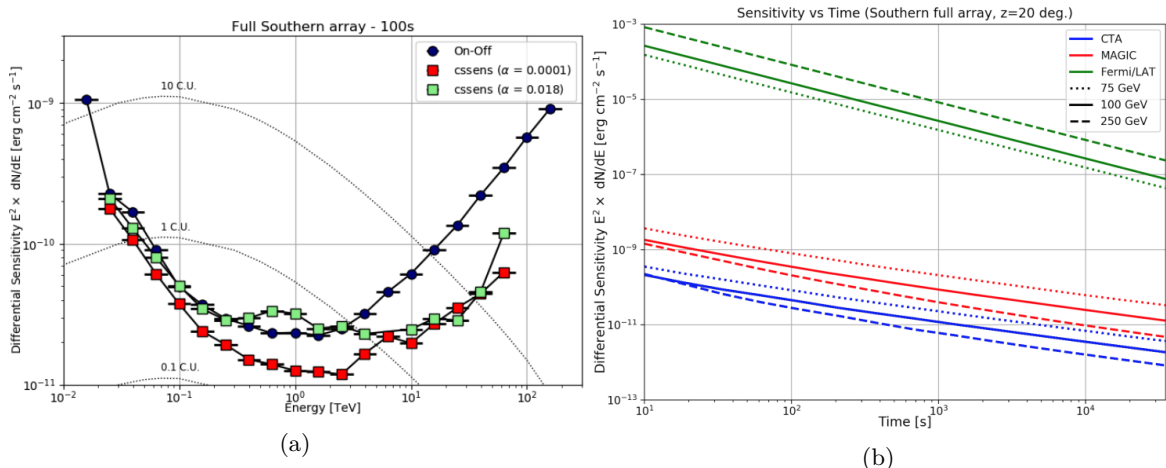 Full Southern array - 100s
Differential Sensitivity E² × dN/dE [erg cm⁻² s⁻¹]
10⁻⁹
10⁻¹⁰
10⁻¹¹
10 C.U.
1 C.U.
0.1 C.U.
On-Off
cssens (α = 0.0001)
cssens (α = 0.018)
10⁻²
10⁻¹
10⁰
10¹
10²
Energy [TeV]
(a)
Sensitivity vs Time (Southern full array, z=20 deg.)
Differential Sensitivity E² × dN/dE [erg cm⁻² s⁻¹]
10⁻³
10⁻⁵
10⁻⁷
10⁻⁹
10⁻¹¹
10⁻¹³
CTA
MAGIC
Fermi/LAT
75 GeV
100 GeV
250 GeV
10¹
10²
10³
10⁴
Time [s]
(b)